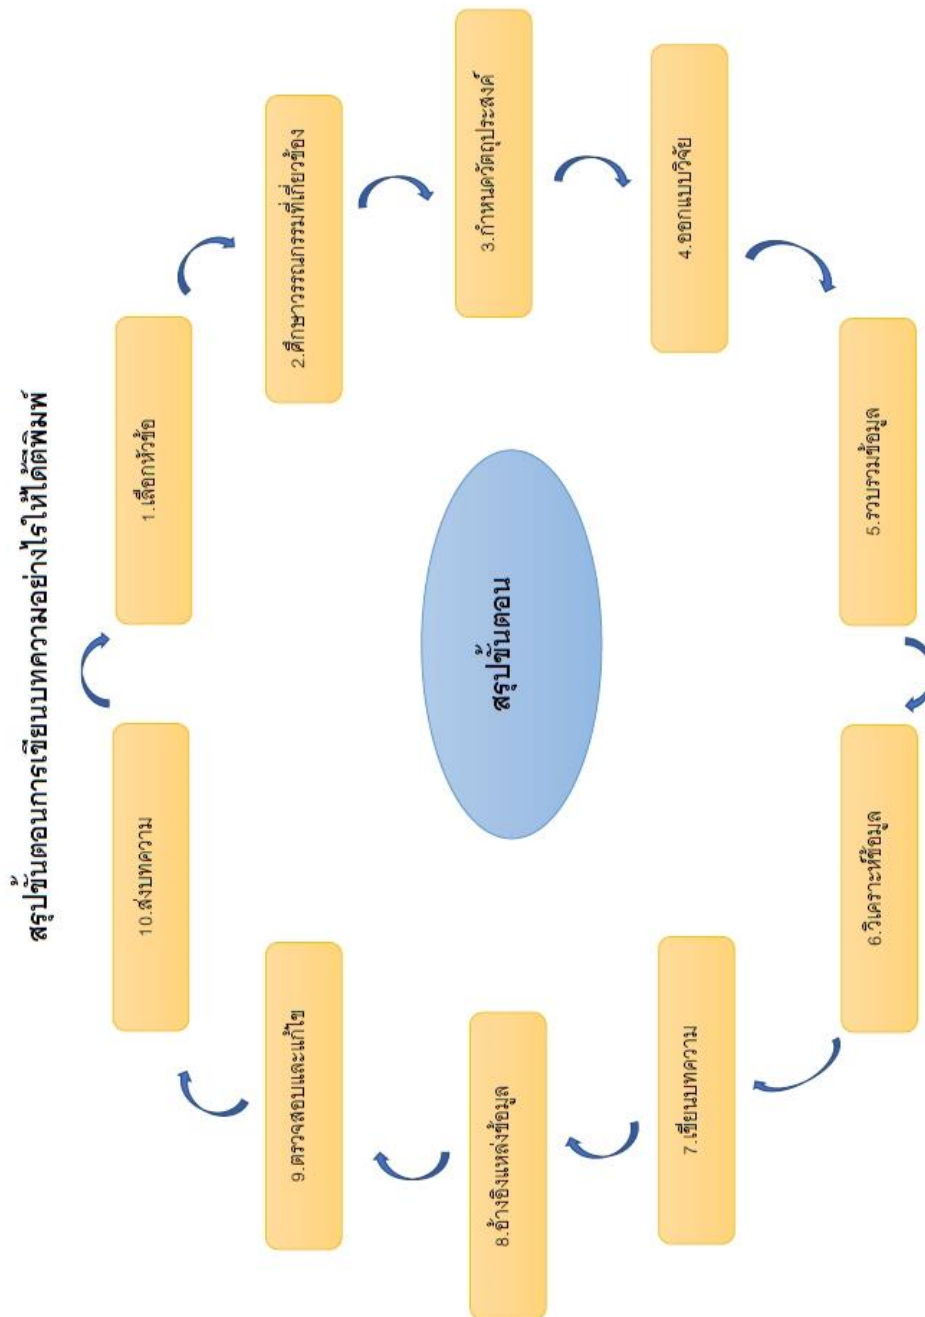 สรุปขั้นตอนการเขียนบทความอย่างไรให้ได้ตีพิมพ์
1.เลือกหัวข้อ
2.ศึกษาวรรณกรรมที่เกี่ยวข้อง
3.กำหนดวัตถุประสงค์
4.ออกแบบวิจัย
5.รวบรวมข้อมูล
6.วิเคราะห์ข้อมูล
7.เขียนบทความ
8.อ้างอิงแหล่งข้อมูล
9.ตรวจสอบและแก้ไข
10.ส่งบทความ
สรุปขั้นตอน